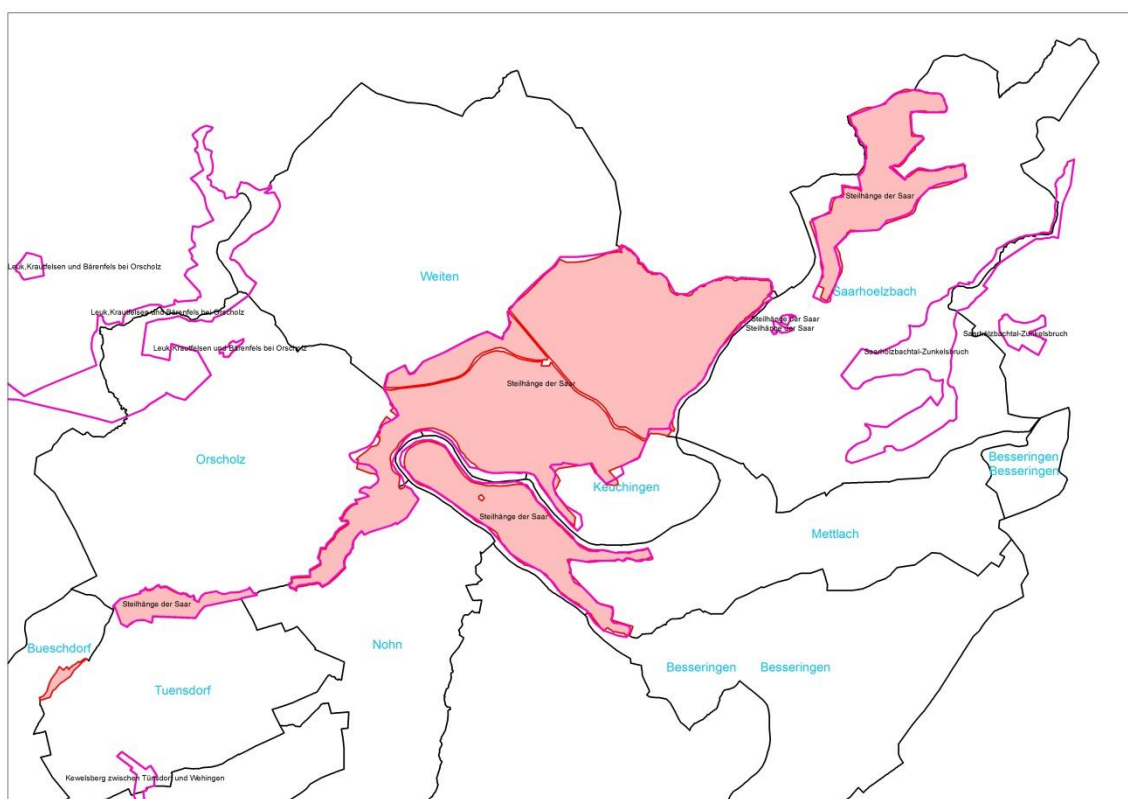 Steilhänge der Saar
Leuk,Krautfelsen und Bärenfels bei Orscholz
Weiten
Saarhoelzbach
Leuk,Krautfelsen und Bärenfels bei Orscholz
Steilhänge der Saar
Steilhänge der Saar
Saarhölzbachtal-Zunkelsbruch
Leuk,Krautfelsen und Bärenfels bei Orscholz
Saarhölzbachtal-Zunkelsbruch
Steilhänge der Saar
Orscholz
Besseringen
Besseringen
Keuchingen
Steilhänge der Saar
Mettlach
Steilhänge der Saar
Bueschdorf
Nohn
Besseringen
Besseringen
Tuensdorf
Kewelsberg zwischen Tünsdorf und Wehingen